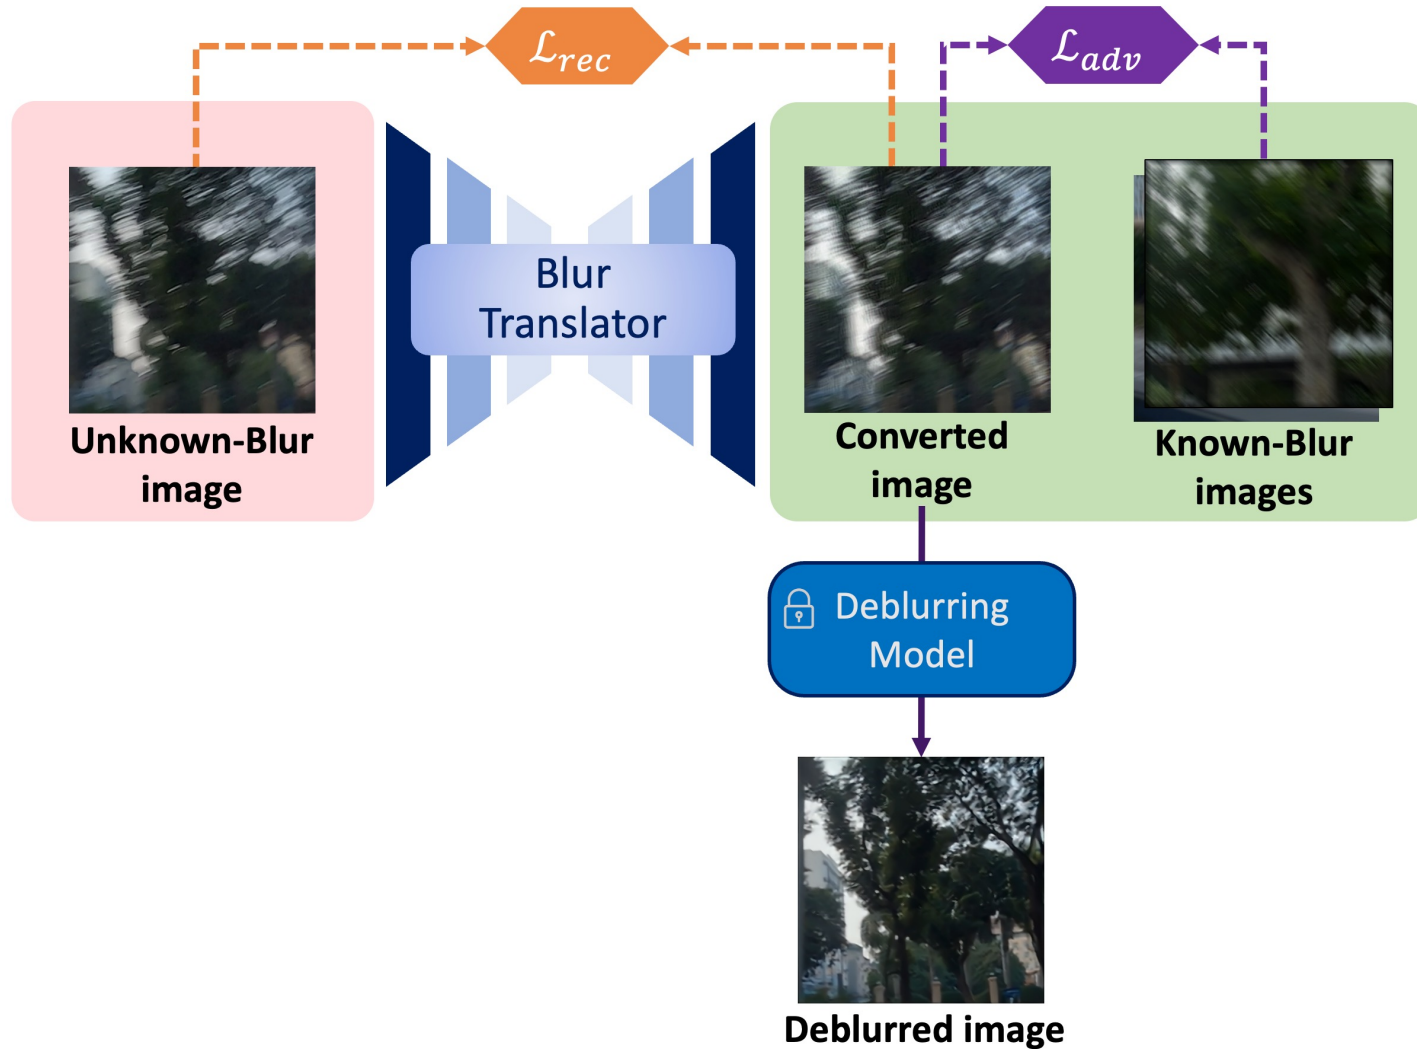 ℒrec
ℒadv
Blur
Translator
Unknown-Blur
image
Converted
image
Known-Blur
images
Deblurring
Model
Deblurred image